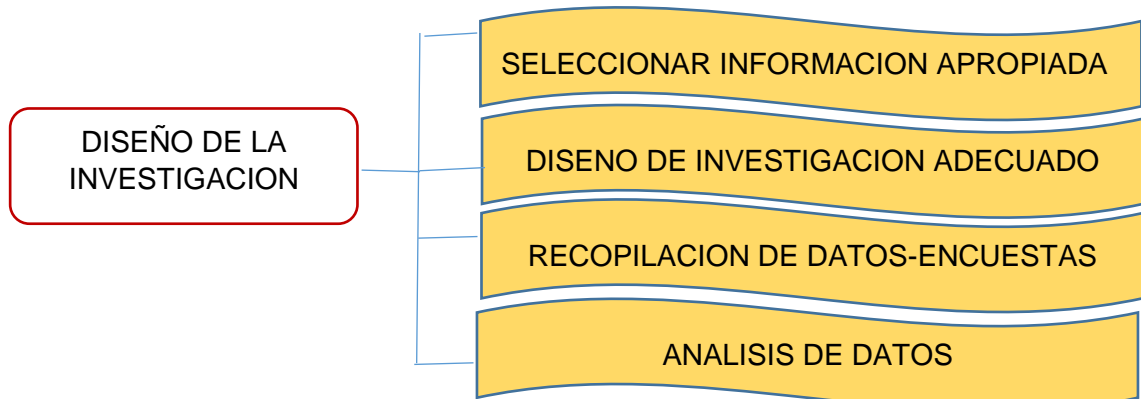 DISEÑO DE LA
INVESTIGACION
SELECCIONAR INFORMACION APROPIADA
DISENO DE INVESTIGACION ADECUADO
RECOPILACION DE DATOS-ENCUESTAS
ANALISIS DE DATOS